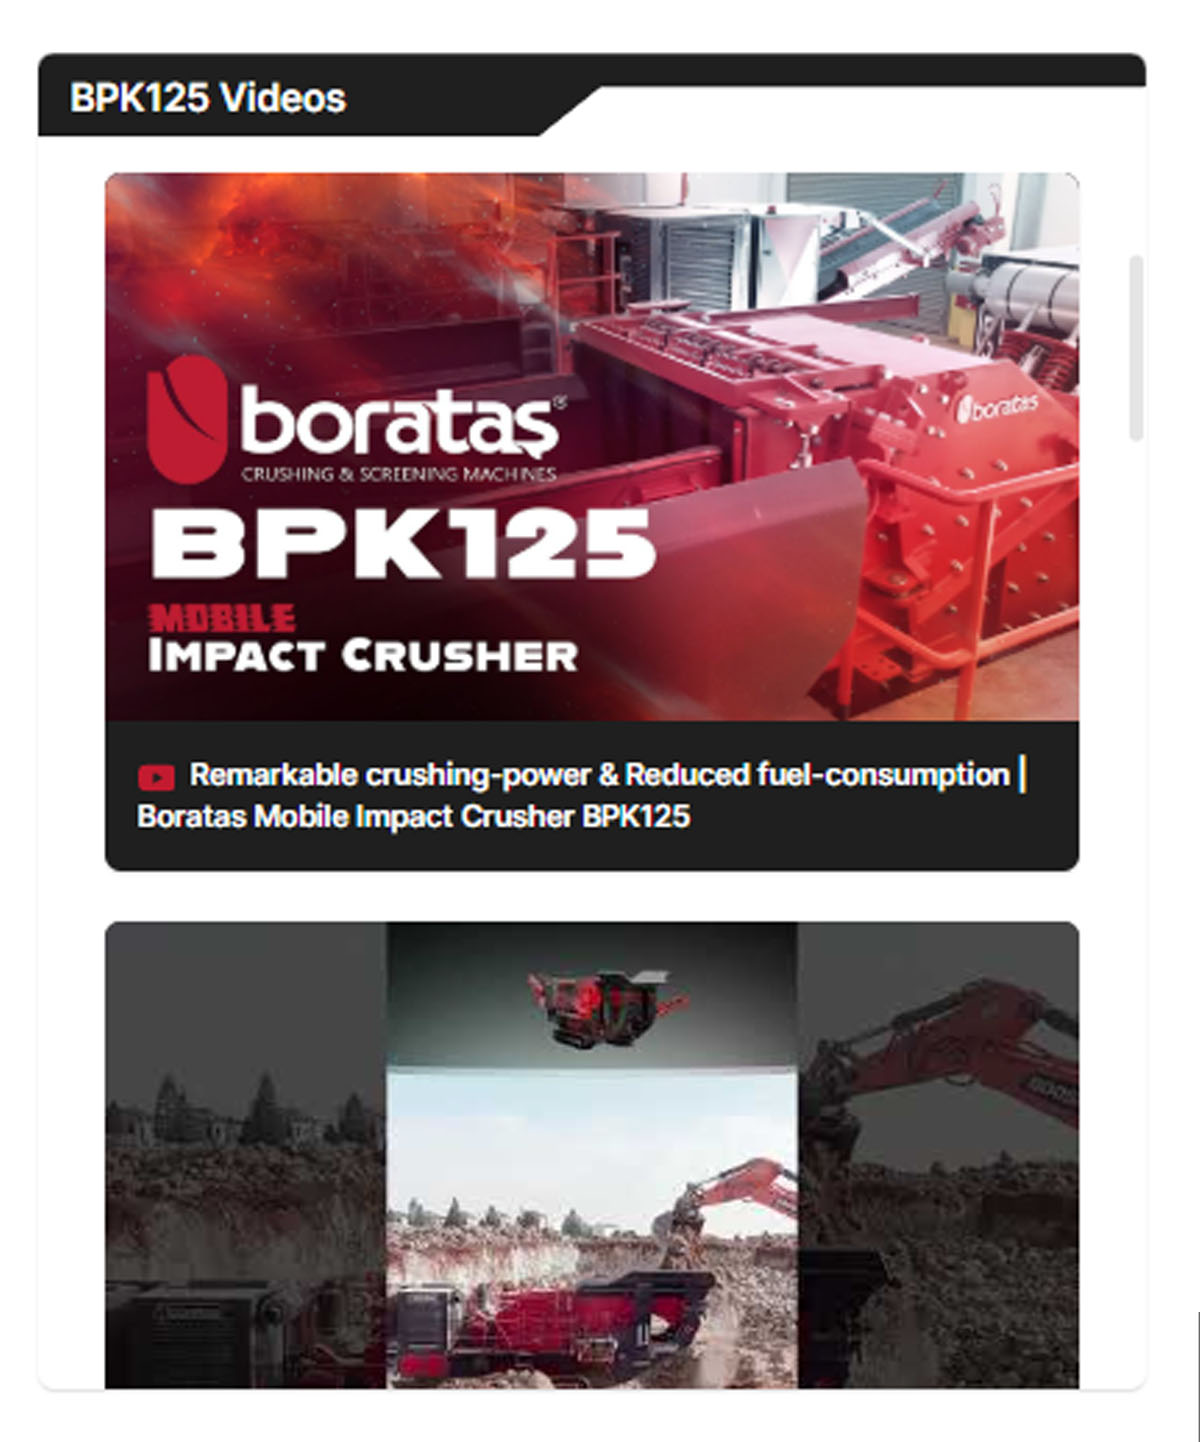 BPK125 Videos
borataş®
CRUSHING & SCREENING MACHINES
borataş
BPK125
MOBILE
IMPACT CRUSHER
Remarkable crushing-power & Reduced fuel-consumption |
Boratas Mobile Impact Crusher BPK125